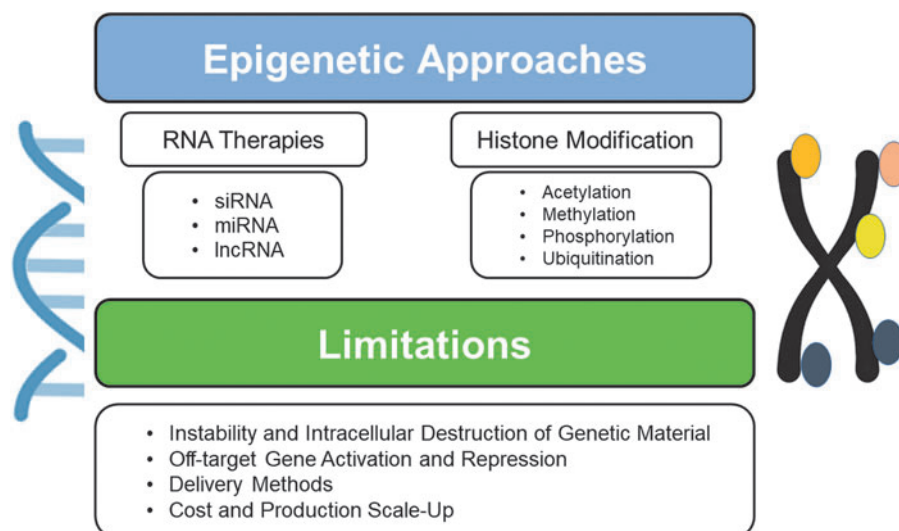 Epigenetic Approaches
RNA Therapies
• siRNA
• miRNA
• lncRNA
Histone Modification
• Acetylation
• Methylation
• Phosphorylation
• Ubiquitination
Limitations
• Instability and Intracellular Destruction of Genetic Material
• Off-target Gene Activation and Repression
• Delivery Methods
• Cost and Production Scale-Up